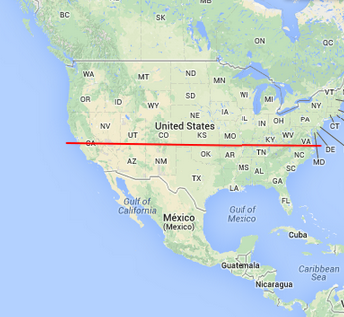 AB
BC
SK
MB
ON
QC
WA
MT
ND
MN
OR
ID
SD
WI
MI
VT
NY
NV
NE
IA
IL
IN
OH
PA
CT
UT
CO
United States
KS
MO
KY
WV
VA
DE
MD
CA
AZ
NM
OK
AR
TN
NC
MS
AL
SC
GA
TX
LA
FL
Gulf of
California
Gulf of
Mexico
México
(Mexico)
Cuba
Caribbean
Sea
Guatemala
Nicaragua